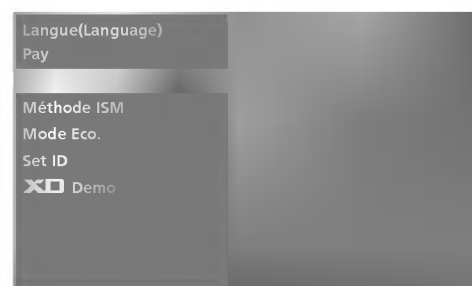 Langue(Language)
Pay
Méthode ISM
Mode Eco.
Set ID
XD Demo